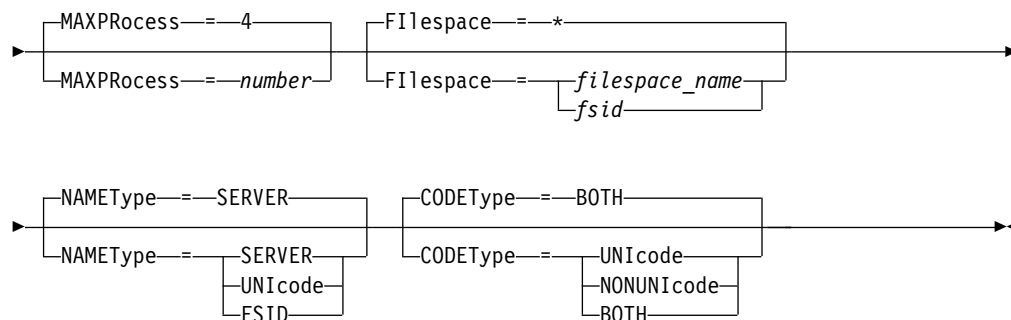 MAXPRocess = 4 FIlespace = *
MAXPRocess = number FIlespace = filespace_name
fsid
NAMEType = SERVER CODEType = BOTH
NAMEType = SERVER CODEType = UNIcode
UNIcode NONUNIcode
FSID BOTH